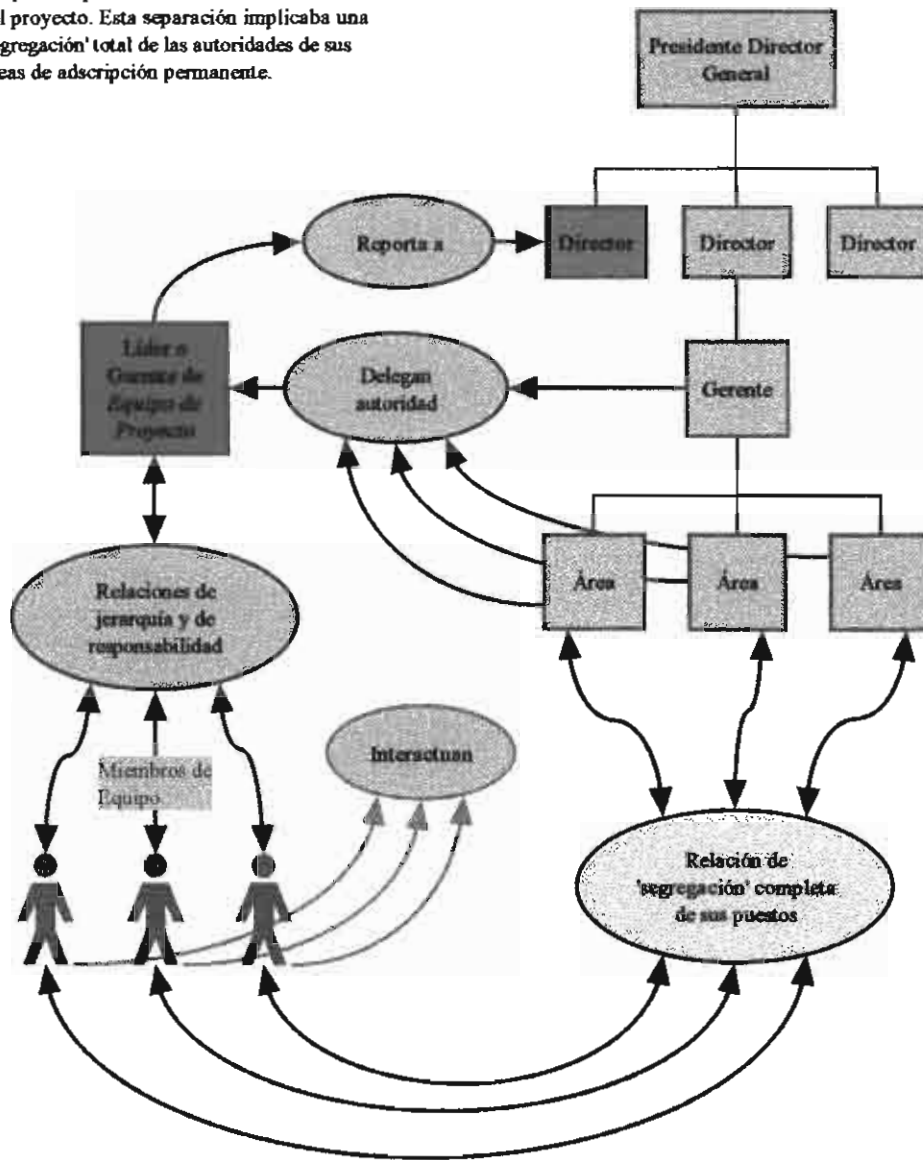 l proyecto. Esta separación implicaba una
gregación' total de las autoridades de sus
eas de adscripción permanente.
Presidente Director
General
Reporta a
Director
Director
Director
Líder o
Gerente de
Equipo de
Proyecto
Delegan
autoridad
Gerente
Relaciones de
jerarquía y de
responsabilidad
Área
Área
Área
Interactuan
Miembros de
Equipo
Relación de
'segregación' completa
de sus puestos